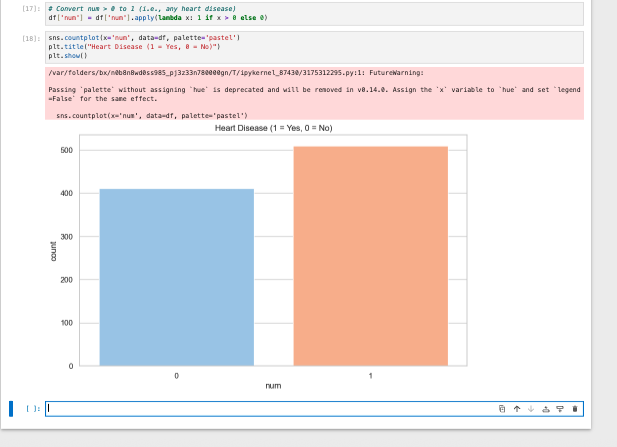 [17]: # Convert num > 0 to 1 (i.e., any heart disease)
df['num'] = df['num'].apply(lambda x: 1 if x > 0 else 0)
[18]: sns.countplot(x='num', data=df, palette='pastel')
plt.title("Heart Disease (1 = Yes, 0 = No)")
plt.show()
/var/folders/bx/n0b8n8wd0ss985_pj3z33n780000gn/T/ipykernel_87430/3175312295.py:1: FutureWarning:
Passing `palette` without assigning `hue` is deprecated and will be removed in v0.14.0. Assign the `x` variable to `hue` and set `legend
=False` for the same effect.
sns.countplot(x='num', data=df, palette='pastel')
Heart Disease (1 = Yes, 0 = No)
500
400
300
200
100
0
count
0 1
num
[ ]: